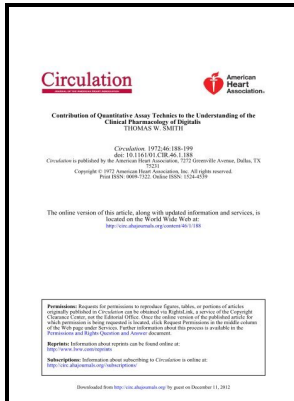 Circulation
JOURNAL OF THE AMERICAN HEART ASSOCIATION
American
Heart
Association®
Contribution of Quantitative Assay Technics to the Understanding of the
Clinical Pharmacology of Digitalis
THOMAS W. SMITH
Circulation. 1972;46:188-199
doi: 10.1161/01.CIR.46.1.188
Circulation is published by the American Heart Association, 7272 Greenville Avenue, Dallas, TX
75231
Copyright © 1972 American Heart Association, Inc. All rights reserved.
Print ISSN: 0009-7322. Online ISSN: 1524-4539
The online version of this article, along with updated information and services, is
located on the World Wide Web at:
http://circ.ahajournals.org/content/46/1/188
Permissions: Requests for permissions to reproduce figures, tables, or portions of articles
originally published in Circulation can be obtained via RightsLink, a service of the Copyright
Clearance Center, not the Editorial Office. Once the online version of the published article for
which permission is being requested is located, click Request Permissions in the middle column
of the Web page under Services. Further information about this process is available in the
Permissions and Rights Question and Answer document.
Reprints: Information about reprints can be found online at:
http://www.lww.com/reprints
Subscriptions: Information about subscribing to Circulation is online at:
http://circ.ahajournals.org//subscriptions/
Downloaded from http://circ.ahajournals.org/ by guest on December 11, 2012